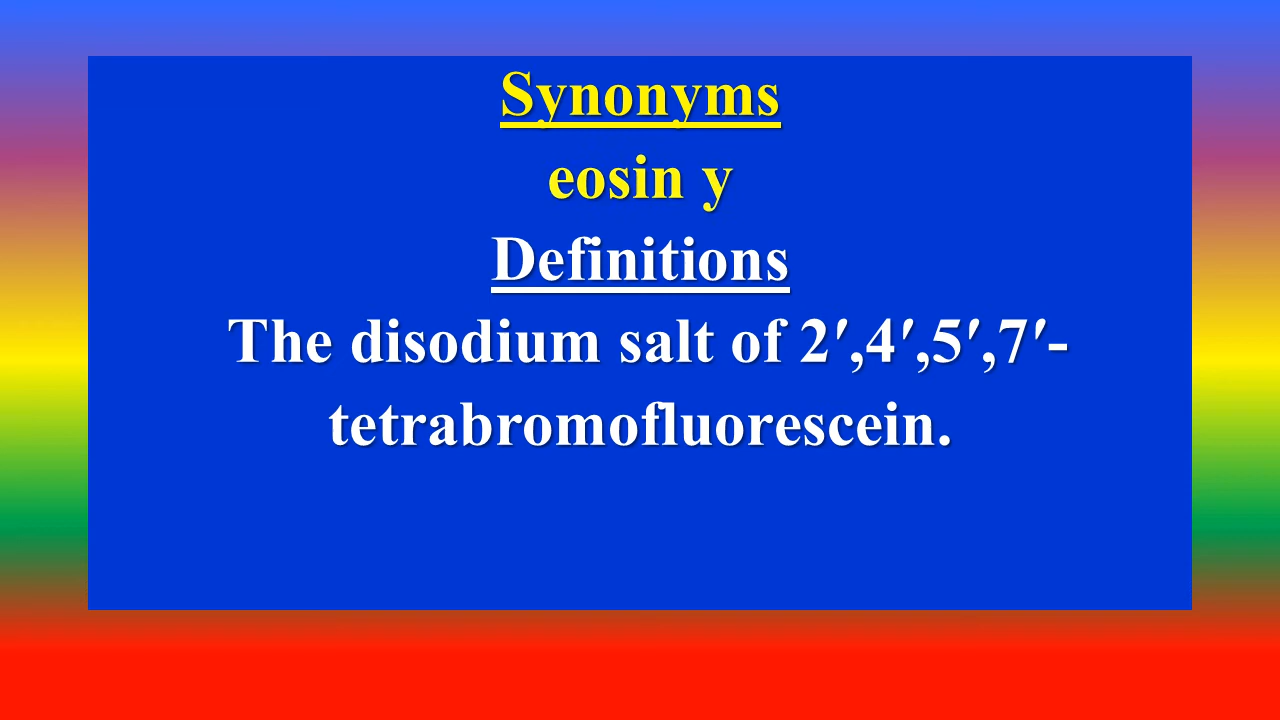 Synonyms
eosin y
Definitions
The disodium salt of 2′,4′,5′,7′-
tetrabromofluorescein.